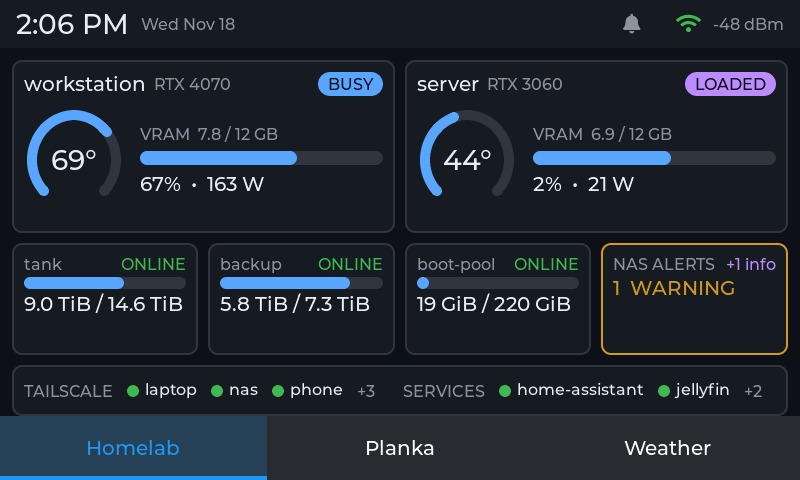 2:06 PM Wed Nov 18 -48 dBm
workstation RTX 4070 BUSY
69°
VRAM 7.8 / 12 GB
67% • 163 W
server RTX 3060 LOADED
44°
VRAM 6.9 / 12 GB
2% • 21 W
tank ONLINE
9.0 TiB / 14.6 TiB
backup ONLINE
5.8 TiB / 7.3 TiB
boot-pool ONLINE
19 GiB / 220 GiB
NAS ALERTS +1 info
1 WARNING
TAILSCALE laptop nas phone +3 SERVICES home-assistant jellyfin +2
Homelab Planka Weather